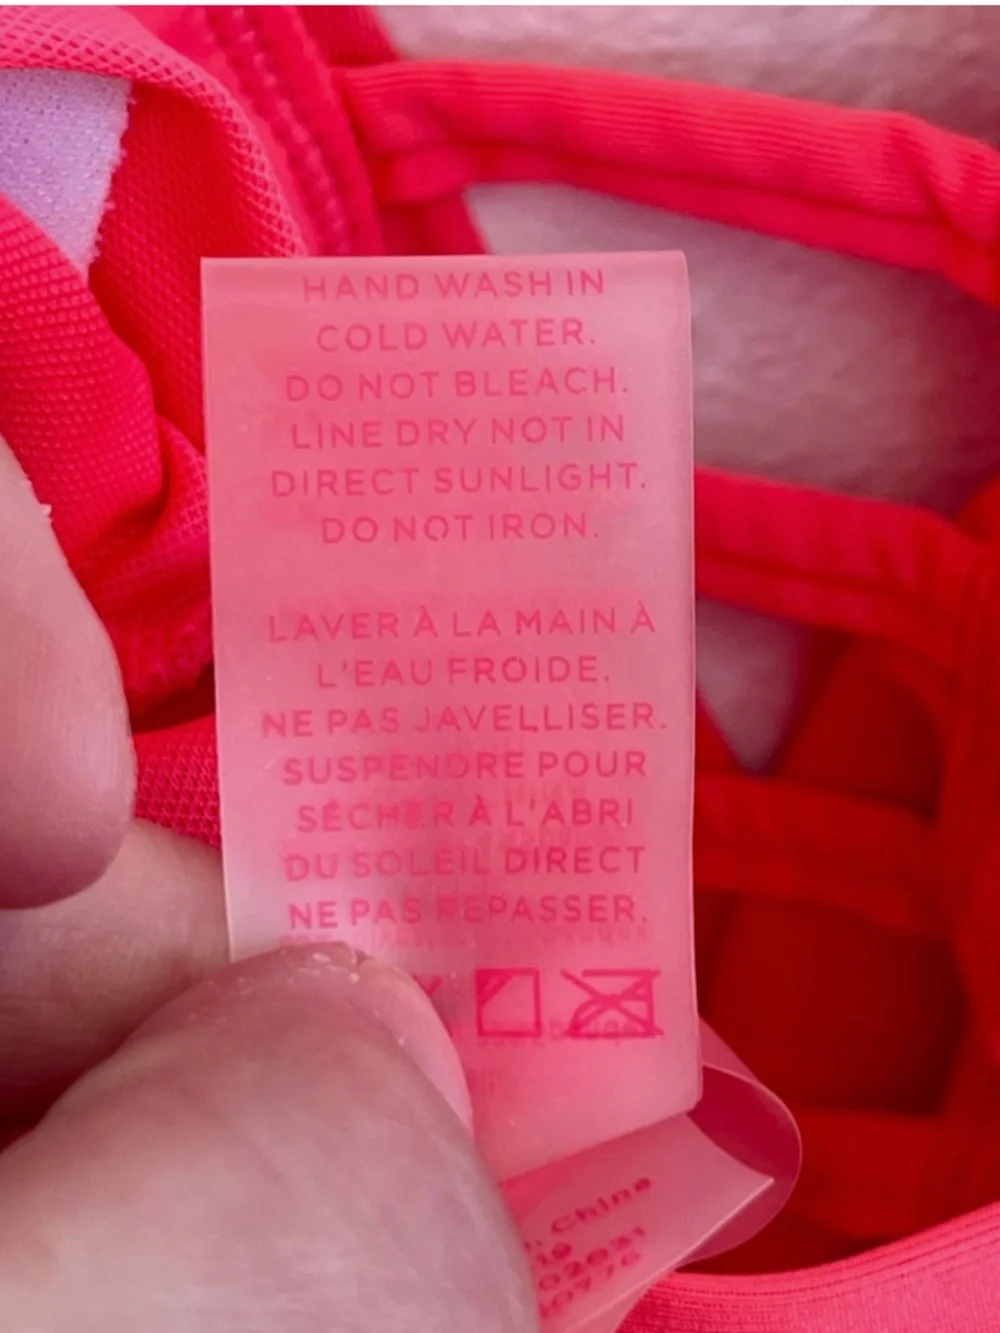 HAND WASH IN
COLD WATER.
DO NOT BLEACH.
LINE DRY NOT IN
DIRECT SUNLIGHT.
DO NOT IRON.
LAVER À LA MAIN À
L'EAU FROIDE.
NE PAS JAVELLISER.
SUSPENDRE POUR
SÉCHER À L'ABRI
DU SOLEIL DIRECT
NE PAS REPASSER.
China